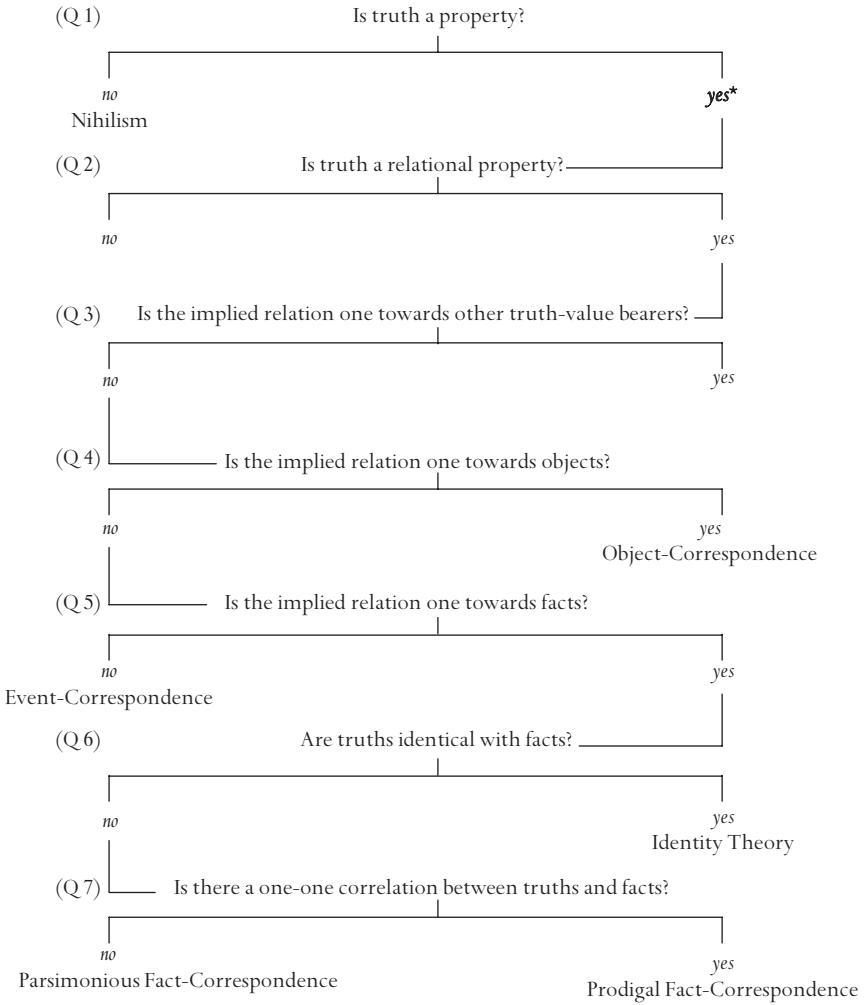 (Q 1) Is truth a property?
no yes*
Nihilism
(Q 2) Is truth a relational property?
no yes
(Q 3) Is the implied relation one towards other truth-value bearers?
no yes
(Q 4) Is the implied relation one towards objects?
no yes
Object-Correspondence
(Q 5) Is the implied relation one towards facts?
no yes
Event-Correspondence
(Q 6) Are truths identical with facts?
no yes
Identity Theory
(Q 7) Is there a one-one correlation between truths and facts?
no yes
Parsimonious Fact-Correspondence Prodigal Fact-Correspondence